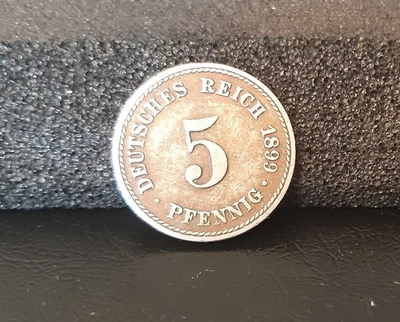 DEUTSCHES REICH 1899
5
· PFENNIG ·